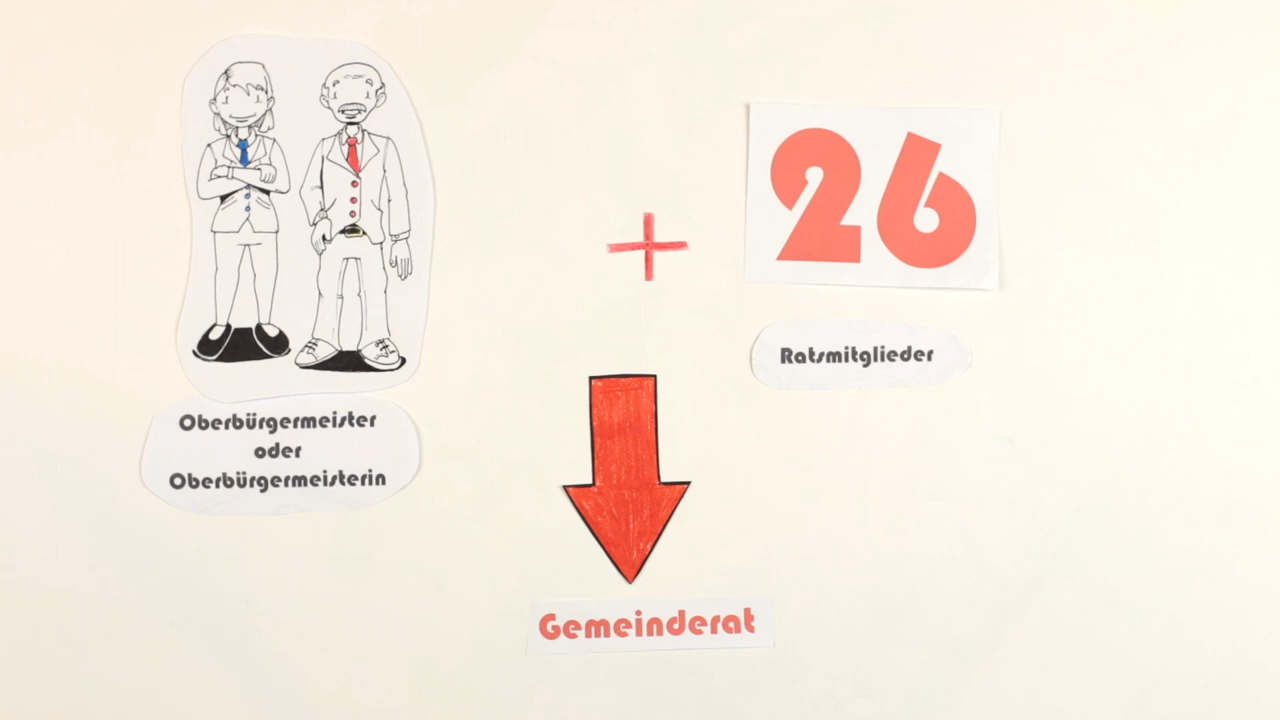 26
+
Ratsmitglieder
Oberbürgermeister
oder
Oberbürgermeisterin
Gemeinderat